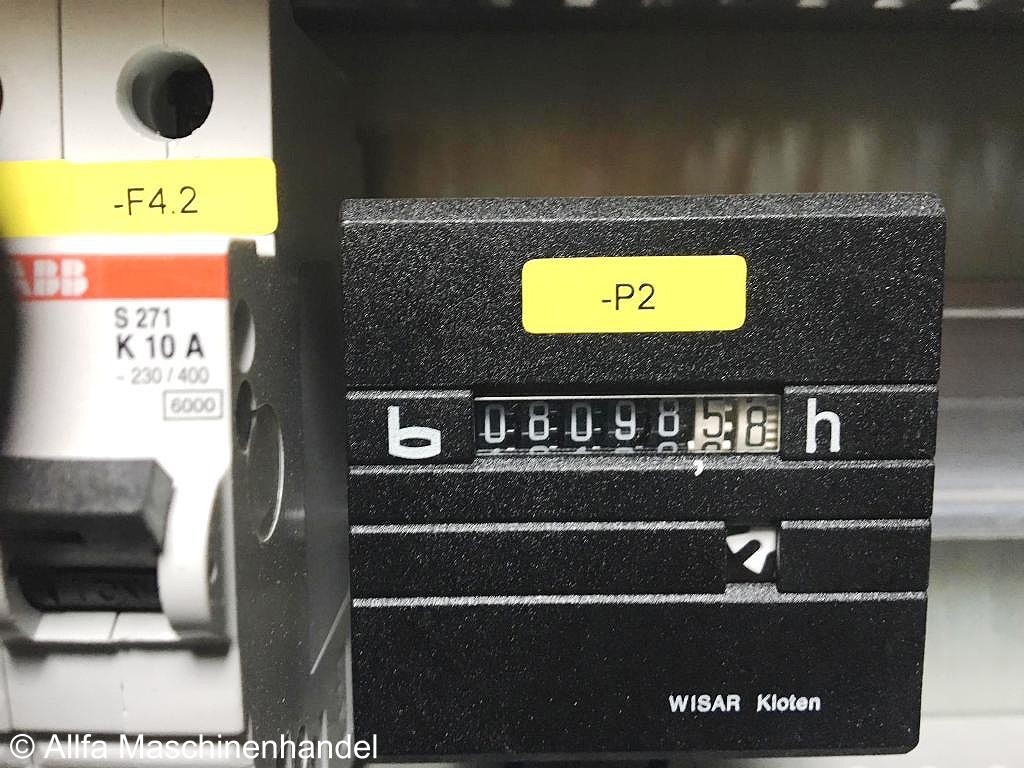 -F4.2
ABB
S 271
K 10 A
~ 230 / 400
6000
-P2
08098,58 h
WISAR Kloten
© Allfa Maschinenhandel